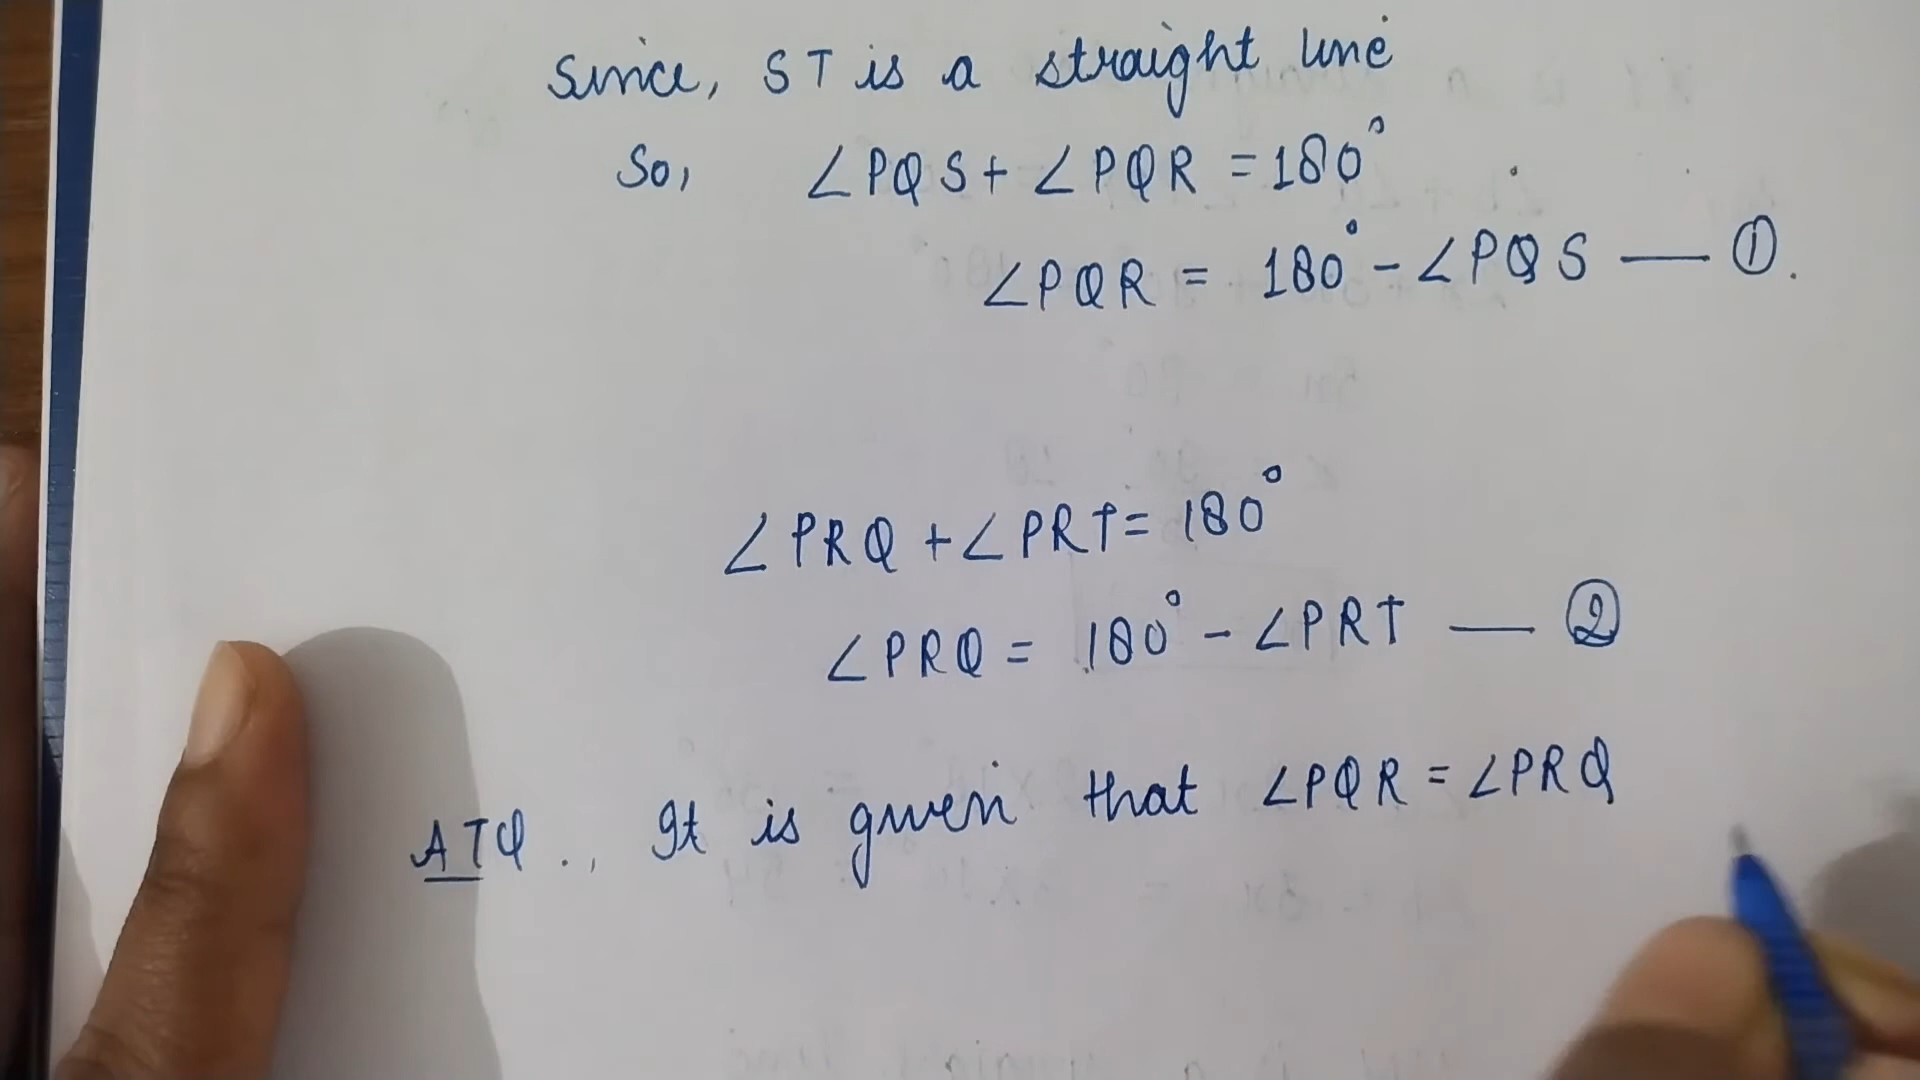 Since, ST is a straight line
So, ∠PQS + ∠PQR = 180°
∠PQR = 180° - ∠PQS — ①.
∠PRQ + ∠PRT = 180°
∠PRQ = 180° - ∠PRT — ②
ATQ., It is given that ∠PQR = ∠PRQ